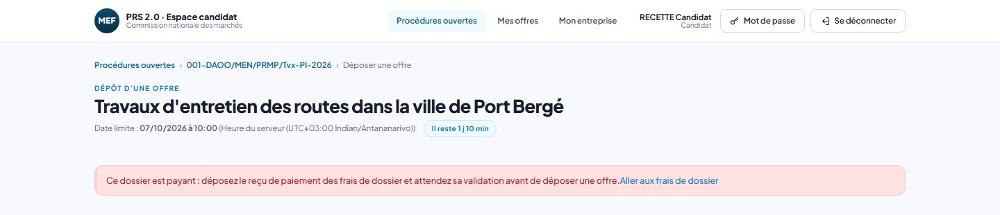 MEF
PRS 2.0 · Espace candidat
Commission nationale des marchés
Procédures ouvertes
Mes offres
Mon entreprise
RECETTE Candidat
Candidat
Mot de passe
Se déconnecter
Procédures ouvertes › 001-DAOO/MEN/PRMP/Tvx-PI-2026 › Déposer une offre
DÉPÔT D'UNE OFFRE
Travaux d'entretien des routes dans la ville de Port Bergé
Date limite : 07/10/2026 à 10:00 (Heure du serveur (UTC+03:00 Indian/Antananarivo)) Il reste 1 j 10 min
Ce dossier est payant : déposez le reçu de paiement des frais de dossier et attendez sa validation avant de déposer une offre.Aller aux frais de dossier